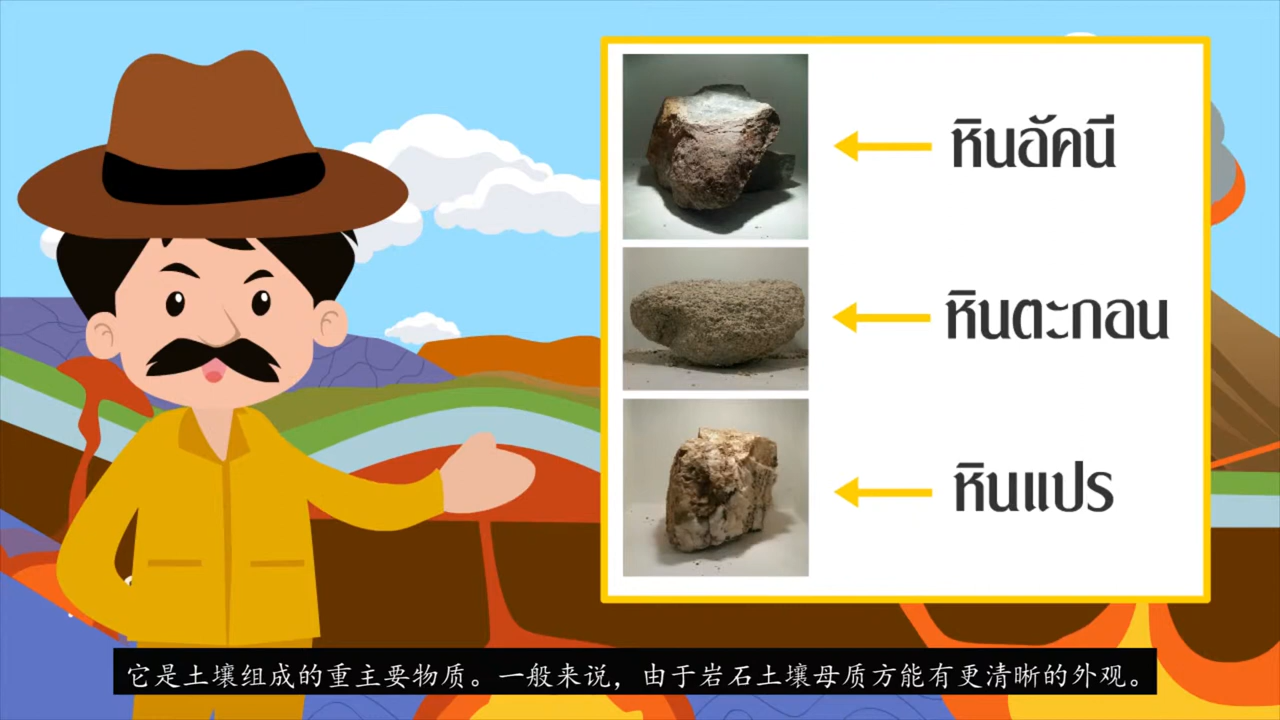 หินอัคนี
หินตะกอน
หินแปร
它是土壤组成的重主要物质。一般来说，由于岩石土壤母质方能有更清晰的外观。